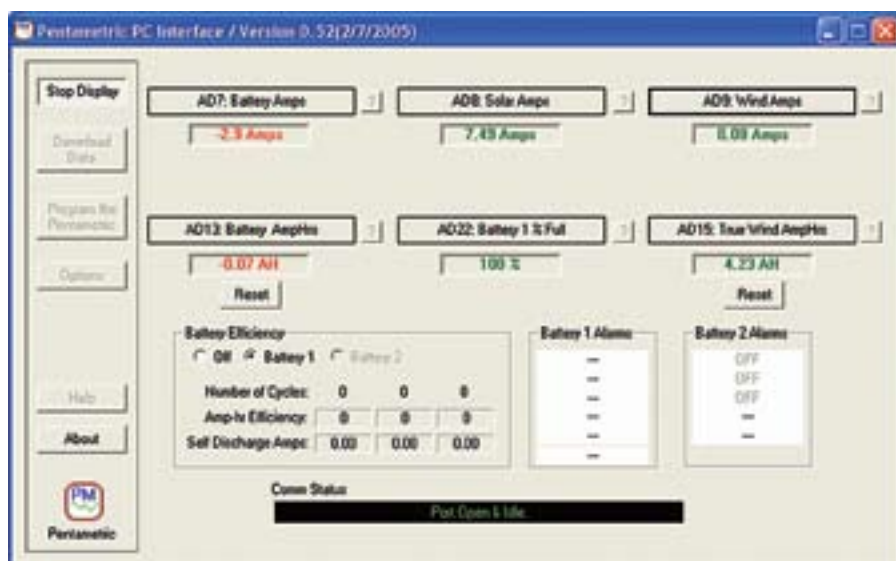 Pentametric PC Interface / Version 0.52(2/7/2005)
Stop Display
Download Data
Program the Pentametric
Options
Help
About
PM
Pentametric
AD7: Battery Amps ?
-2.9 Amps
AD8: Solar Amps ?
7.49 Amps
AD9: Wind Amps ?
0.00 Amps
AD13: Battery AmpHrs ?
-0.07 AH
Reset
AD22: Battery 1 % Full ?
100 %
AD15: True Wind AmpHrs ?
4.23 AH
Reset
Battery Efficiency
Off Battery 1 Battery 2
Number of Cycles: 0 0 0
Amp-hr Efficiency: 0 0 0
Self Discharge Amps: 0.00 0.00 0.00
Battery 1 Alarms
---
---
---
---
---
---
Battery 2 Alarms
OFF
OFF
OFF
---
---
Comm Status
Port Open & Idle